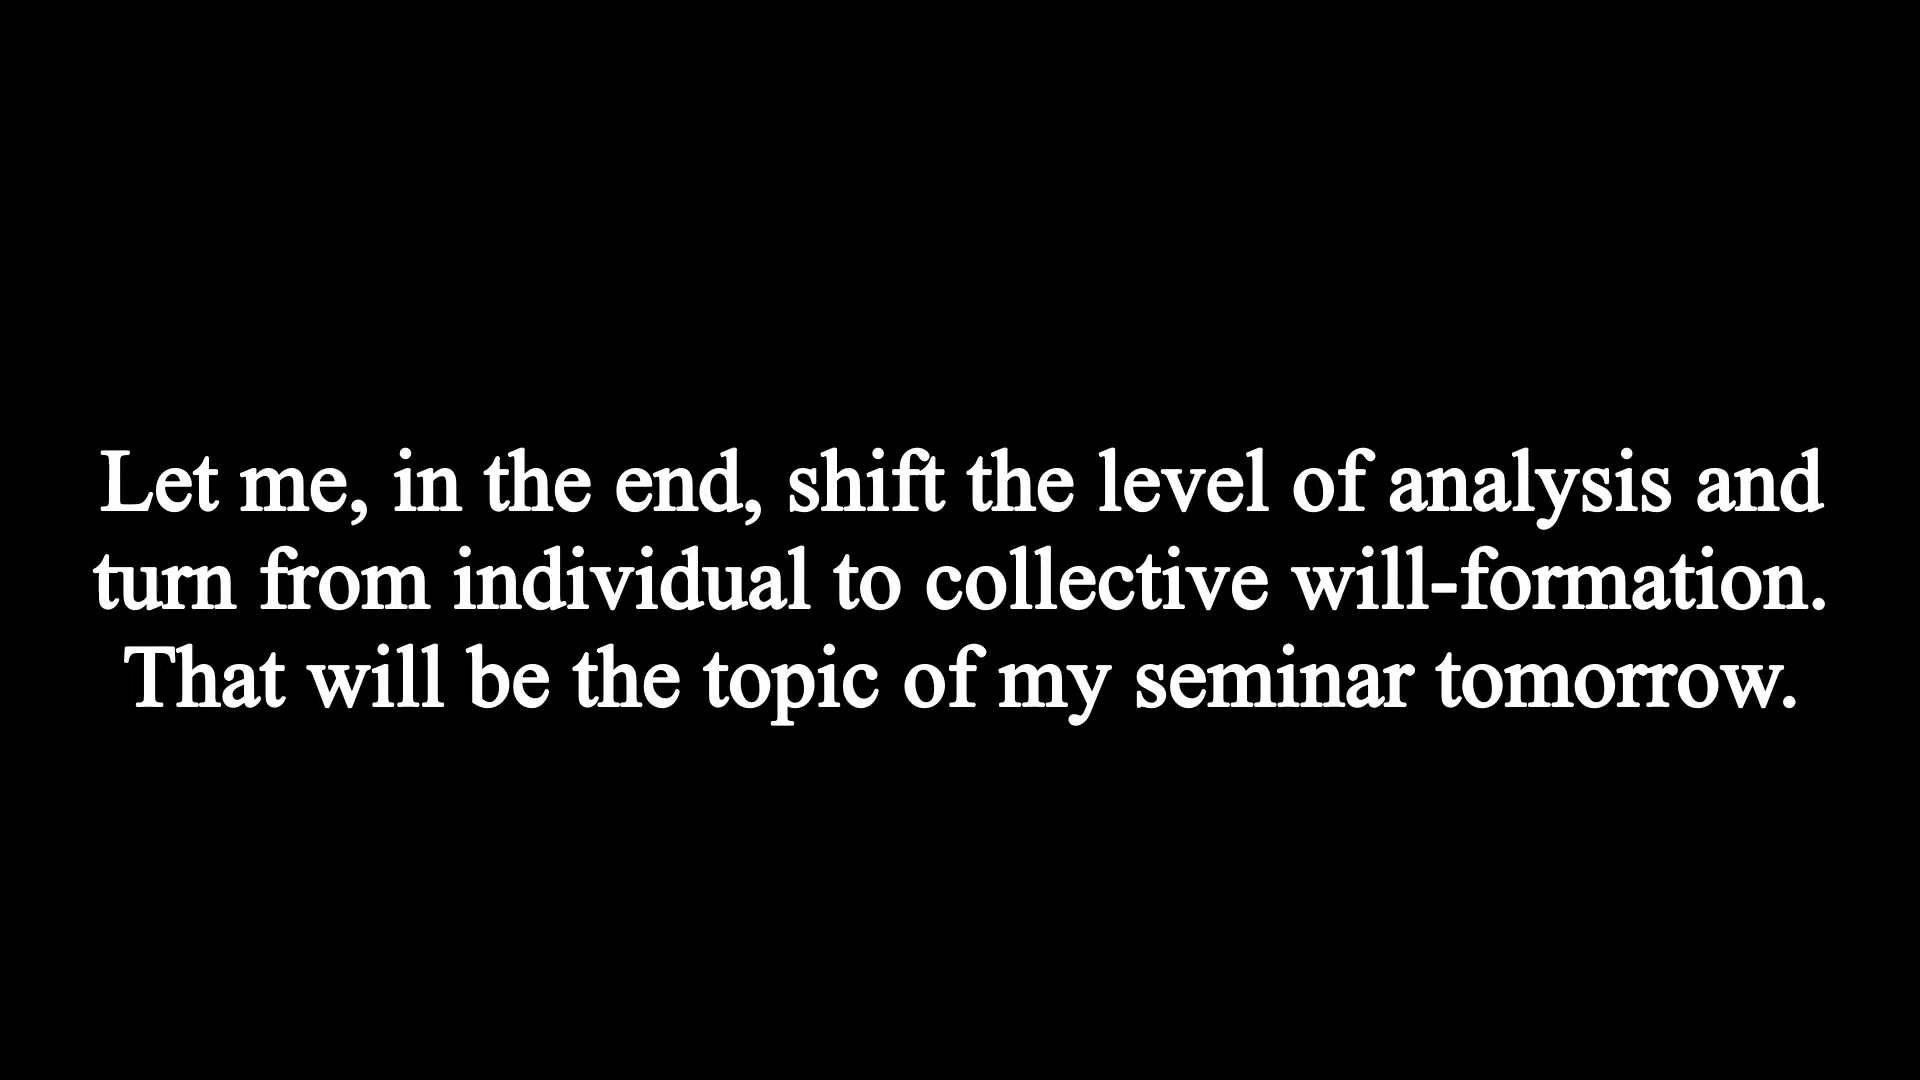 Let me, in the end, shift the level of analysis and
turn from individual to collective will-formation.
That will be the topic of my seminar tomorrow.